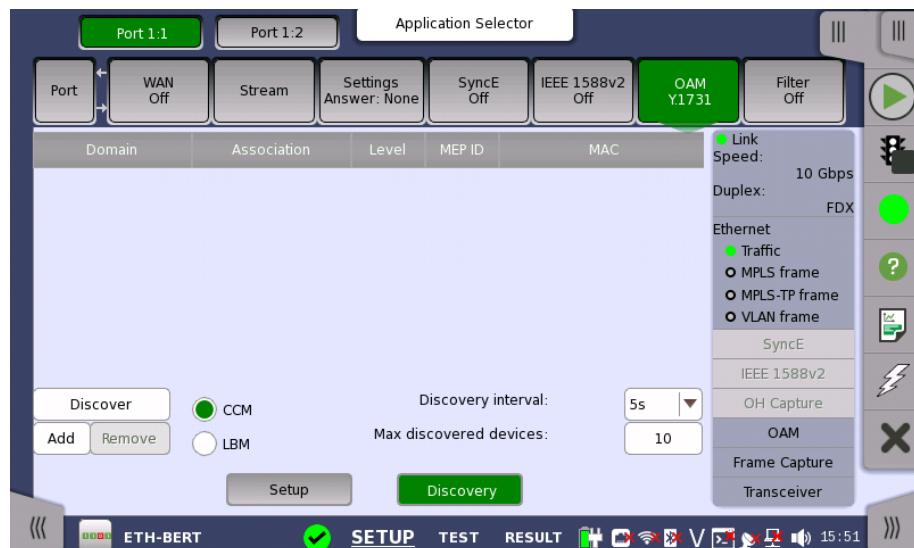 Application Selector
Port 1:1
Port 1:2
Port
WAN
Off
Stream
Settings
Answer: None
SyncE
Off
IEEE 1588v2
Off
OAM
Y.1731
Filter
Off
Domain
Association
Level
MEP ID
MAC
Link
Speed:
10 Gbps
Duplex:
FDX
Ethernet
Traffic
MPLS frame
MPLS-TP frame
VLAN frame
SyncE
IEEE 1588v2
OH Capture
OAM
Frame Capture
Transceiver
Discover
CCM
Discovery interval:
5s
Add
Remove
LBM
Max discovered devices:
10
Setup
Discovery
ETH-BERT
SETUP
TEST
RESULT
V
15:51